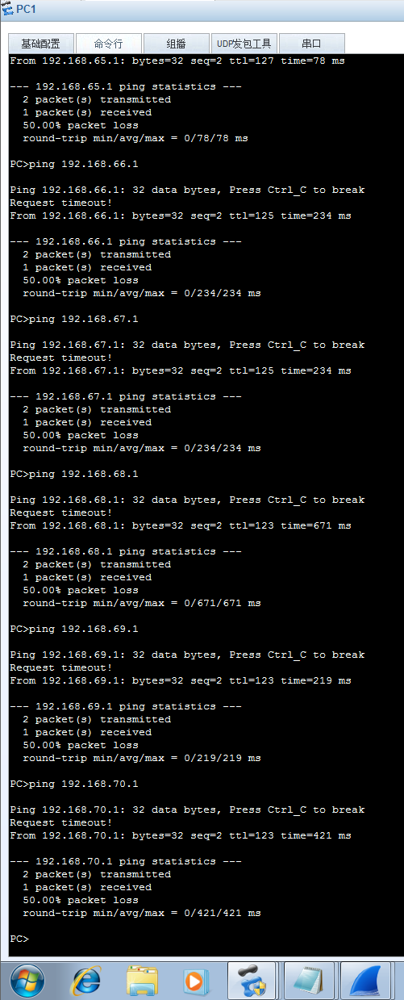 PC1
基础配置 命令行 组播 UDP发包工具 串口
From 192.168.65.1: bytes=32 seq=2 ttl=127 time=78 ms
--- 192.168.65.1 ping statistics ---
2 packet(s) transmitted
1 packet(s) received
50.00% packet loss
round-trip min/avg/max = 0/78/78 ms
PC>ping 192.168.66.1
Ping 192.168.66.1: 32 data bytes, Press Ctrl_C to break
Request timeout!
From 192.168.66.1: bytes=32 seq=2 ttl=125 time=234 ms
--- 192.168.66.1 ping statistics ---
2 packet(s) transmitted
1 packet(s) received
50.00% packet loss
round-trip min/avg/max = 0/234/234 ms
PC>ping 192.168.67.1
Ping 192.168.67.1: 32 data bytes, Press Ctrl_C to break
Request timeout!
From 192.168.67.1: bytes=32 seq=2 ttl=125 time=234 ms
--- 192.168.67.1 ping statistics ---
2 packet(s) transmitted
1 packet(s) received
50.00% packet loss
round-trip min/avg/max = 0/234/234 ms
PC>ping 192.168.68.1
Ping 192.168.68.1: 32 data bytes, Press Ctrl_C to break
Request timeout!
From 192.168.68.1: bytes=32 seq=2 ttl=123 time=671 ms
--- 192.168.68.1 ping statistics ---
2 packet(s) transmitted
1 packet(s) received
50.00% packet loss
round-trip min/avg/max = 0/671/671 ms
PC>ping 192.168.69.1
Ping 192.168.69.1: 32 data bytes, Press Ctrl_C to break
Request timeout!
From 192.168.69.1: bytes=32 seq=2 ttl=123 time=219 ms
--- 192.168.69.1 ping statistics ---
2 packet(s) transmitted
1 packet(s) received
50.00% packet loss
round-trip min/avg/max = 0/219/219 ms
PC>ping 192.168.70.1
Ping 192.168.70.1: 32 data bytes, Press Ctrl_C to break
Request timeout!
From 192.168.70.1: bytes=32 seq=2 ttl=123 time=421 ms
--- 192.168.70.1 ping statistics ---
2 packet(s) transmitted
1 packet(s) received
50.00% packet loss
round-trip min/avg/max = 0/421/421 ms
PC>